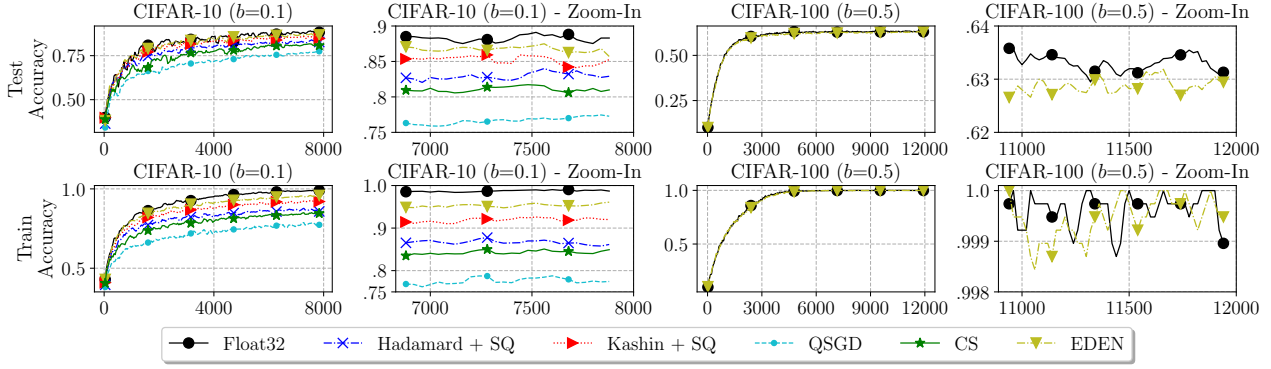 CIFAR-10 (b=0.1)
CIFAR-10 (b=0.1) - Zoom-In
CIFAR-100 (b=0.5)
CIFAR-100 (b=0.5) - Zoom-In
Test
Accuracy
0.75
0.50
0 4000 8000
.9
.85
.8
.75
7000 7500 8000
0.50
0.25
0 3000 6000 9000 12000
.64
.63
.62
11000 11500 12000
CIFAR-10 (b=0.1)
CIFAR-10 (b=0.1) - Zoom-In
CIFAR-100 (b=0.5)
CIFAR-100 (b=0.5) - Zoom-In
Train
Accuracy
1.0
0.5
0 4000 8000
1.0
.9
.8
.75
7000 7500 8000
1.0
0.5
0 3000 6000 9000 12000
1.0
.999
.998
11000 11500 12000
Float32 Hadamard + SQ Kashin + SQ QSGD CS EDEN